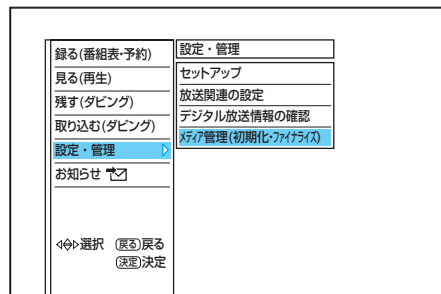 録る(番組表・予約)
見る(再生)
残す(ダビング)
取り込む(ダビング)
設定・管理
お知らせ
選択 戻る戻る
決定決定
設定・管理
セットアップ
放送関連の設定
デジタル放送情報の確認
メディア管理(初期化・ファイナライズ)